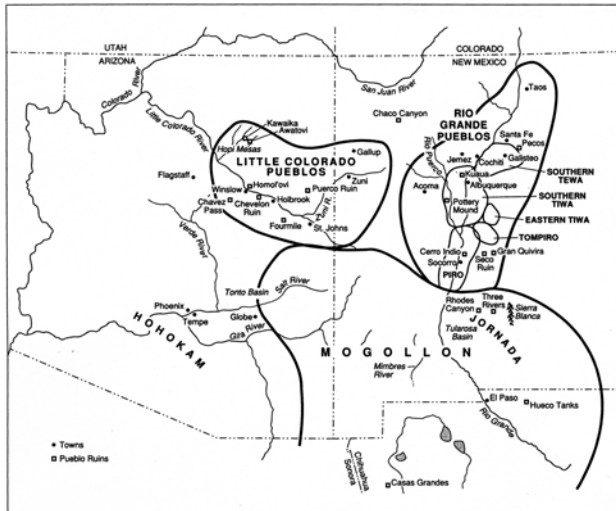 UTAH
ARIZONA
COLORADO
NEW MEXICO
Colorado River
Little Colorado River
San Juan River
Taos
Kawaika
Awatovi
Hopi Mesas
Chaco Canyon
RIO
GRANDE
PUEBLOS
Rio Puerco
Santa Fe
Pecos
LITTLE COLORADO
PUEBLOS
Gallup
Jemez
Cochiti
Galisteo
Kuaua
SOUTHERN
TEWA
Flagstaff
Homol'ovi
Winslow
Puerco Ruin
Zuni
Acoma
Albuquerque
SOUTHERN
TIWA
Chavez
Pass
Chevelon
Ruin
Holbrook
Zuni R.
Pottery
Mound
EASTERN TIWA
Fourmile
St. Johns
TOMPIRO
Verde River
Cerro Indio
Gran Quivira
Socorro
Seco
Ruin
PIRO
Tonto Basin
Salt River
Rhodes
Canyon
Three
Rivers
Sierra
Blanca
Phoenix
Tempe
Globe
Gila River
HOHOKAM
MOGOLLON
JORNADA
Tularosa
Basin
Mimbres
River
El Paso
Hueco Tanks
Rio Grande
Towns
Pueblo Ruins
Chihuahua
Sonora
Casas Grandes